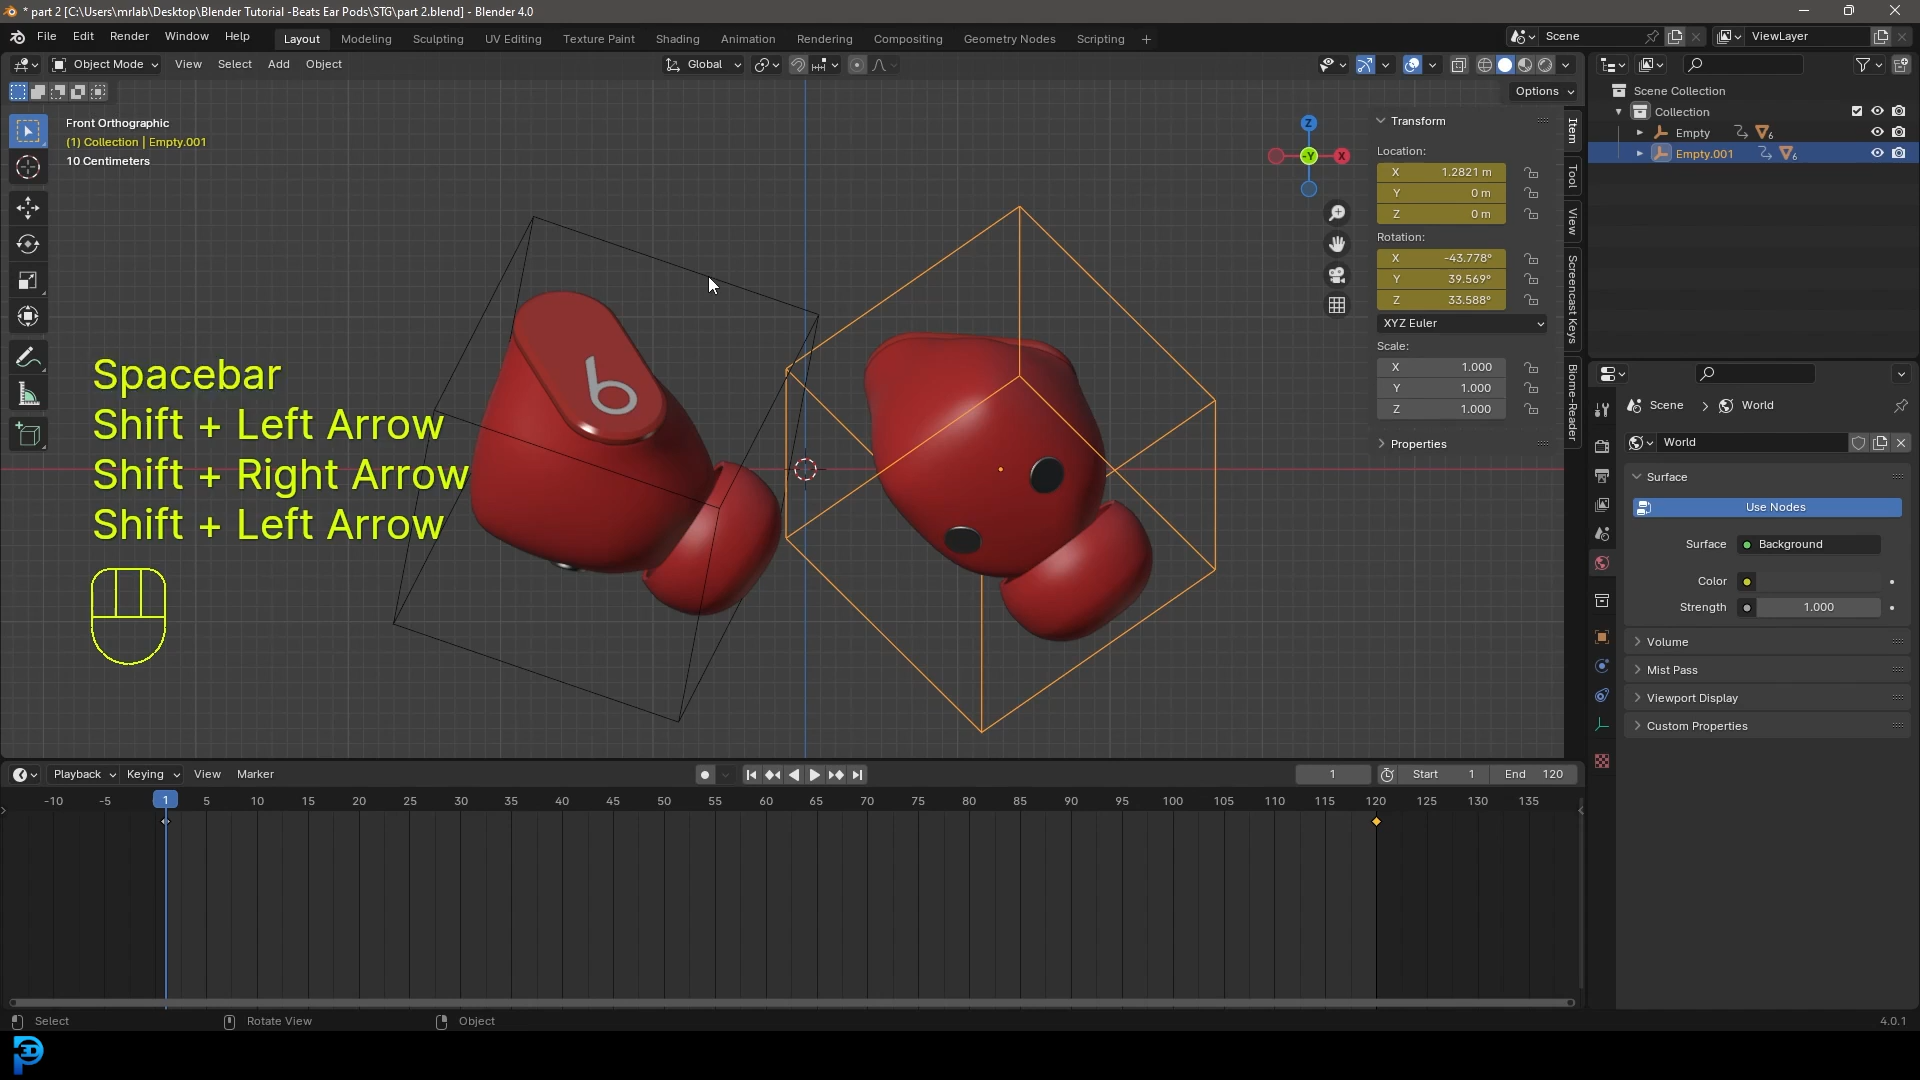 * part 2 [C:\Users\mrlab\Desktop\Blender Tutorial -Beats Ear Pods\STG\part 2.blend] - Blender 4.0
File Edit Render Window Help Layout Modeling Sculpting UV Editing Texture Paint Shading Animation Rendering Compositing Geometry Nodes Scripting + Scene ViewLayer
Object Mode View Select Add Object Global
Options
Front Orthographic
(1) Collection | Empty.001
10 Centimeters
Z
-Y
X
Transform
Location:
X 1.2821 m
Y 0 m
Z 0 m
Rotation:
X -43.778°
Y 39.569°
Z 33.588°
XYZ Euler
Scale:
X 1.000
Y 1.000
Z 1.000
Properties
Item
Tool
View
Screencast Keys
Biome-Reader
Scene Collection
Collection
Empty 6
Empty.001 6
Scene > World
World
Surface
Use Nodes
Surface Background
Color
Strength 1.000
Volume
Mist Pass
Viewport Display
Custom Properties
Spacebar
Shift + Left Arrow
Shift + Right Arrow
Shift + Left Arrow
b
Playback Keying View Marker 1 Start 1 End 120
-10 -5 1 5 10 15 20 25 30 35 40 45 50 55 60 65 70 75 80 85 90 95 100 105 110 115 120 125 130 135
Select Rotate View Object 4.0.1
3D